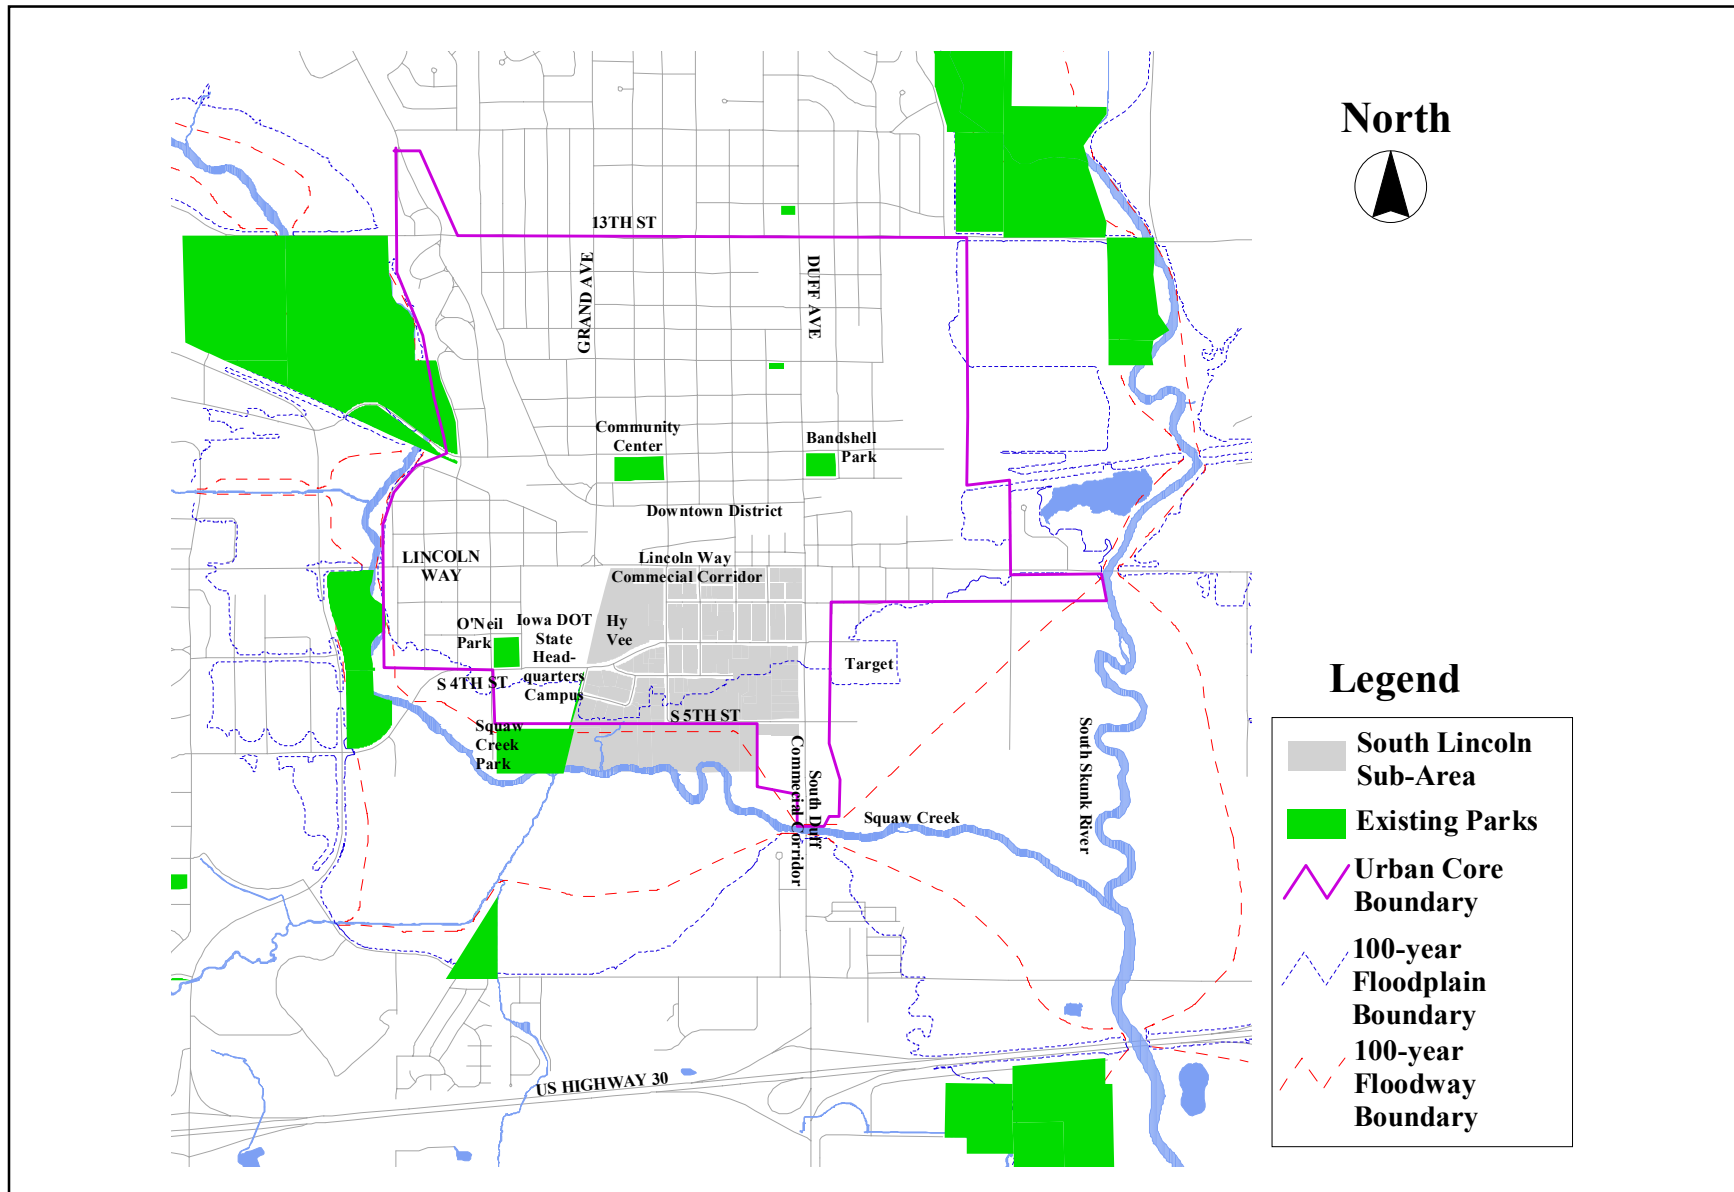 North
13TH ST
GRAND AVE
DUFF AVE
Community
Center
Bandshell
Park
Downtown District
LINCOLN
WAY
Lincoln Way
Commecial Corridor
O'Neil
Park
Iowa DOT
State
Head-
quarters
Campus
Hy
Vee
Target
S 4TH ST
S 5TH ST
Squaw
Creek
Park
South Duff
Commecial Corridor
Squaw Creek
South Skunk River
US HIGHWAY 30
Legend
South Lincoln
Sub-Area
Existing Parks
Urban Core
Boundary
100-year
Floodplain
Boundary
100-year
Floodway
Boundary